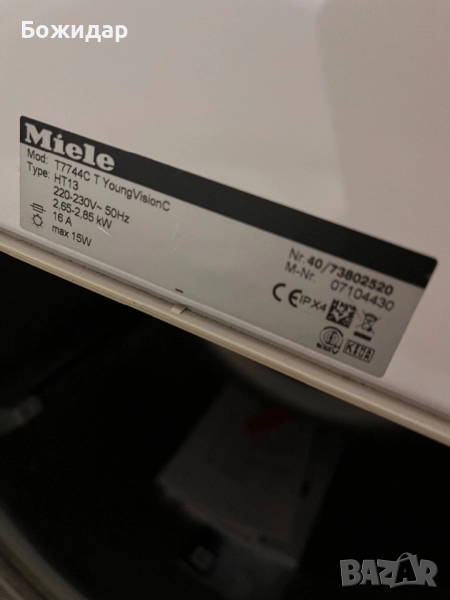 Божидар
Miele
Mod: T7744C T YoungVisionC
Type: HT13
220-230V~ 50Hz
2.65-2.85 kW
16 A
max 15W
Nr. 40/73802520
M-Nr. 07104430
CE IPX4
BAZAR